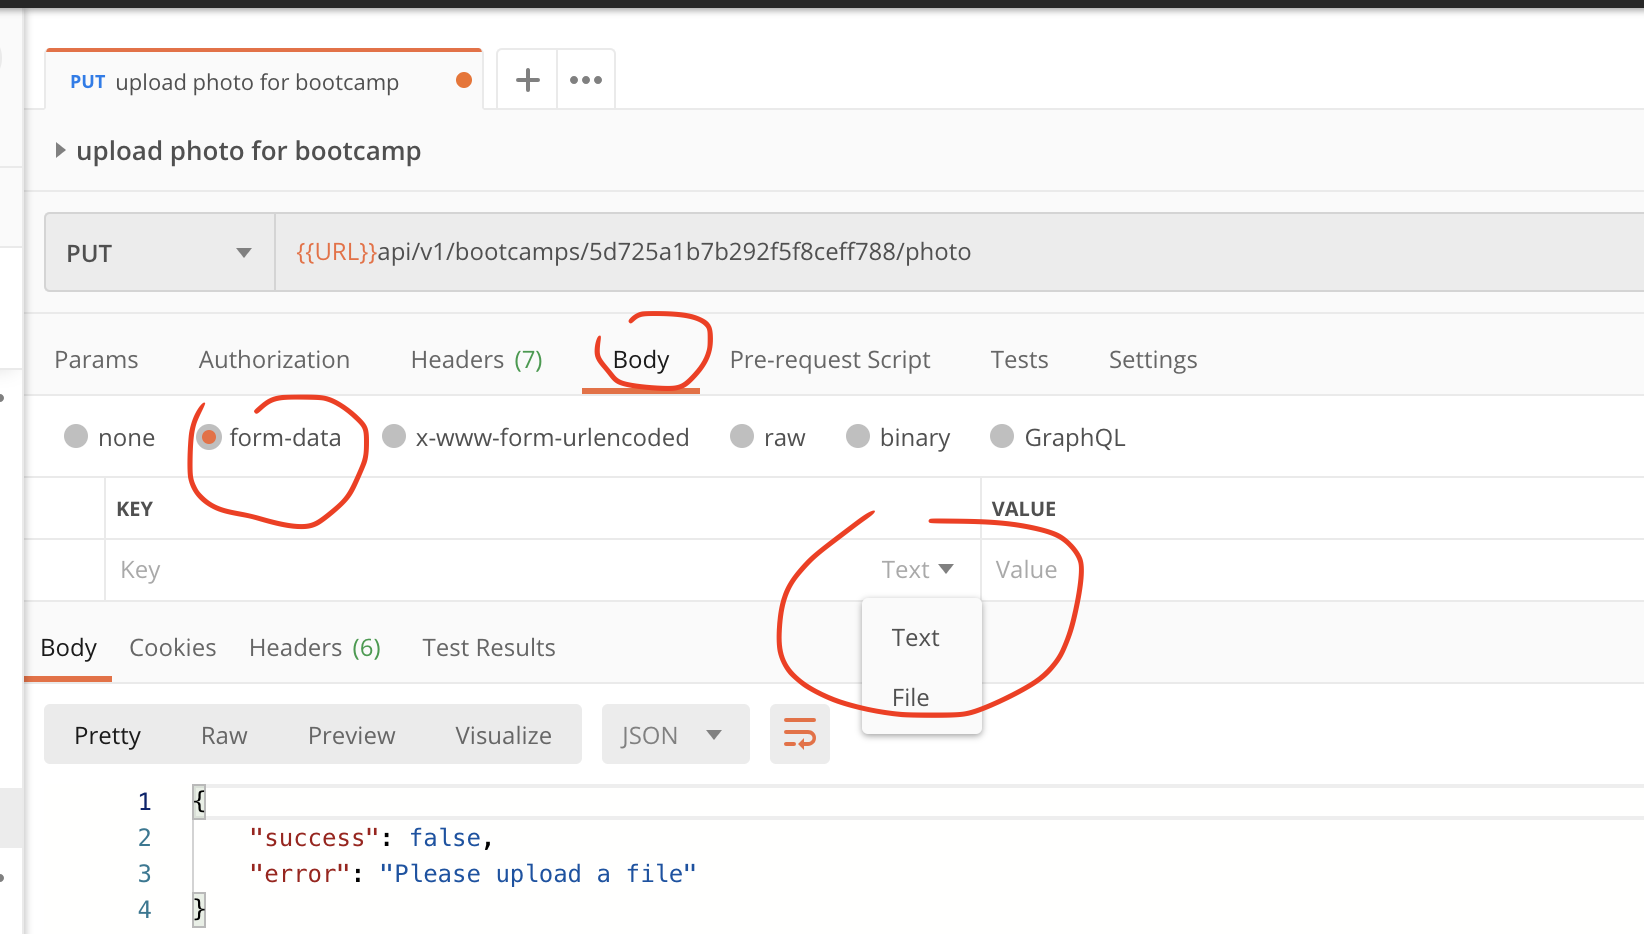 PUT upload photo for bootcamp
upload photo for bootcamp
PUT {{URL}}api/v1/bootcamps/5d725a1b7b292f5f8ceff788/photo
Params Authorization Headers (7) Body Pre-request Script Tests Settings
none form-data x-www-form-urlencoded raw binary GraphQL
KEY VALUE
Key Text Value
Text
File
Body Cookies Headers (6) Test Results
Pretty Raw Preview Visualize JSON
1 {
2 "success": false,
3 "error": "Please upload a file"
4 }